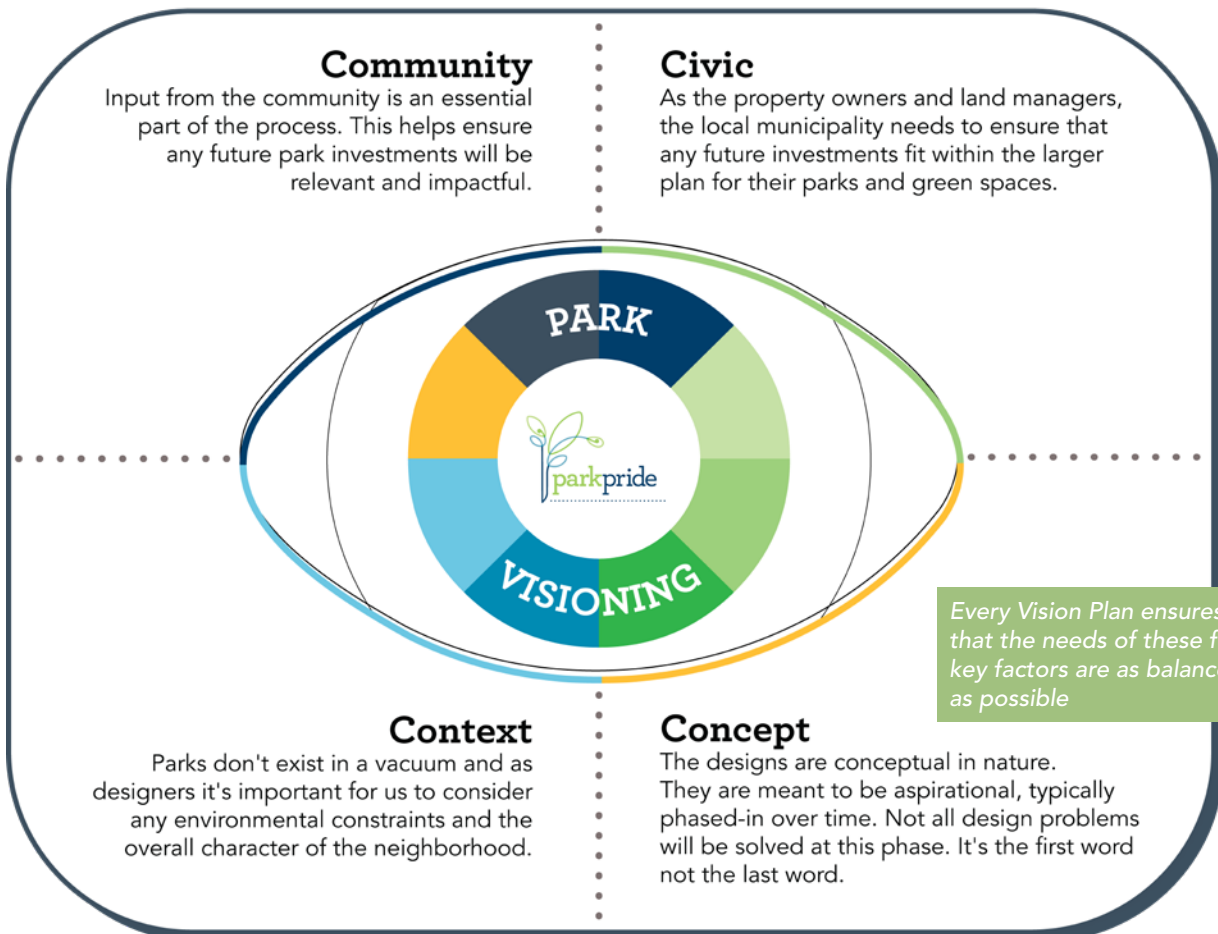 Community
Input from the community is an essential
part of the process. This helps ensure
any future park investments will be
relevant and impactful.
Civic
As the property owners and land managers,
the local municipality needs to ensure that
any future investments fit within the larger
plan for their parks and green spaces.
PARK
parkpride
VISIONING
Every Vision Plan ensures
that the needs of these f
key factors are as balance
as possible
Context
Parks don't exist in a vacuum and as
designers it's important for us to consider
any environmental constraints and the
overall character of the neighborhood.
Concept
The designs are conceptual in nature.
They are meant to be aspirational, typically
phased-in over time. Not all design problems
will be solved at this phase. It's the first word
not the last word.